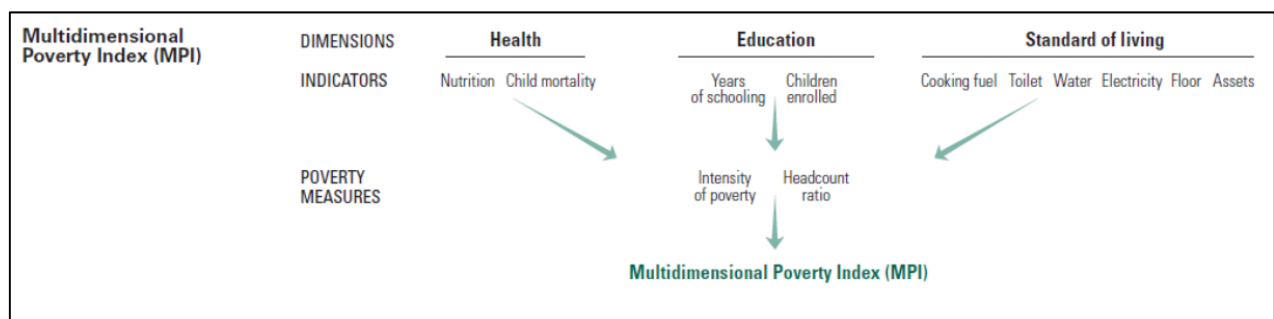 Multidimensional
Poverty Index (MPI)
DIMENSIONS Health Education Standard of living
INDICATORS Nutrition Child mortality Years of schooling Children enrolled Cooking fuel Toilet Water Electricity Floor Assets
POVERTY MEASURES Intensity of poverty Headcount ratio
Multidimensional Poverty Index (MPI)